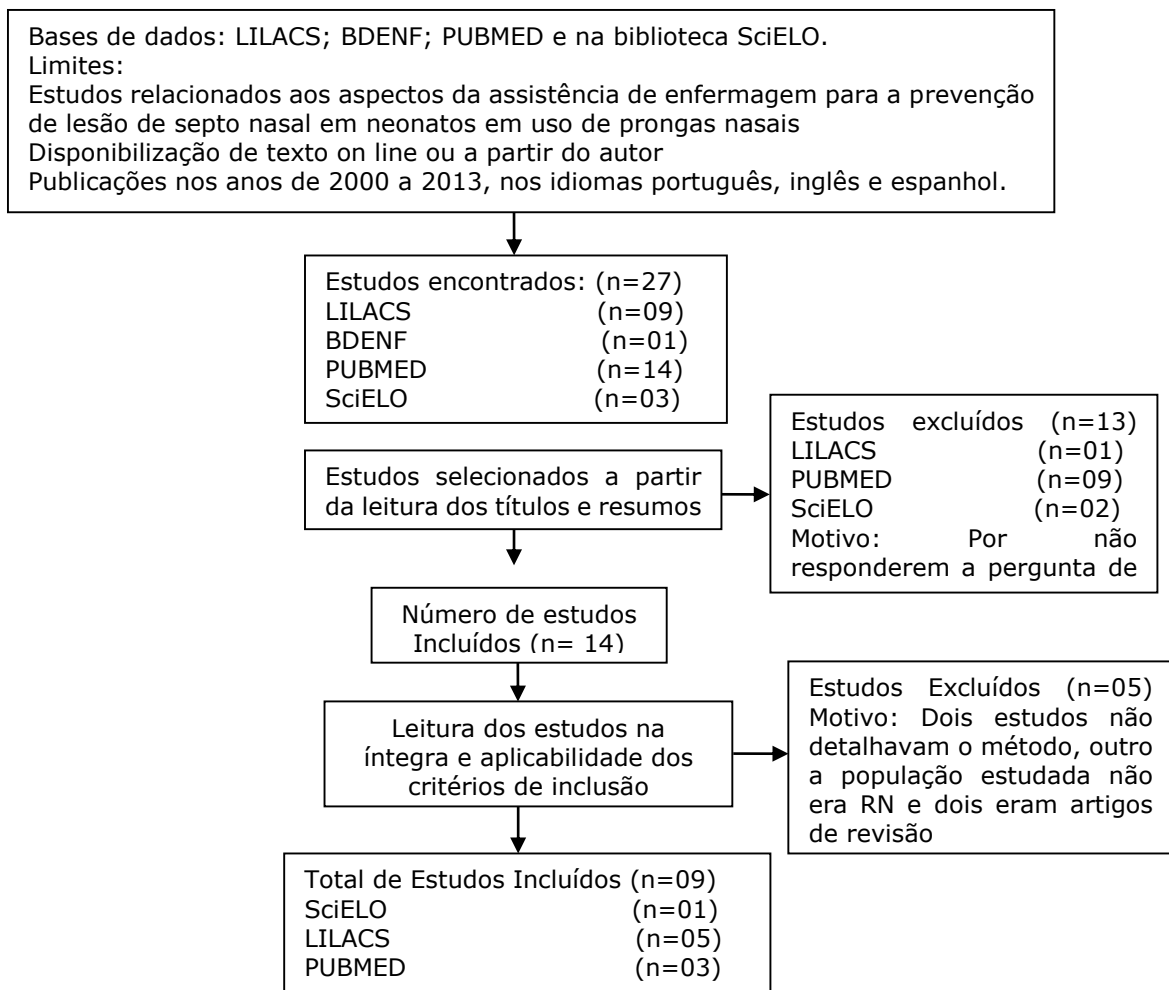 Bases de dados: LILACS; BDENF; PUBMED e na biblioteca SciELO.
Limites:
Estudos relacionados aos aspectos da assistência de enfermagem para a prevenção
de lesão de septo nasal em neonatos em uso de prongas nasais
Disponibilização de texto on line ou a partir do autor
Publicações nos anos de 2000 a 2013, nos idiomas português, inglês e espanhol.
Estudos encontrados: (n=27)
LILACS (n=09)
BDENF (n=01)
PUBMED (n=14)
SciELO (n=03)
Estudos selecionados a partir
da leitura dos títulos e resumos
Estudos excluídos (n=13)
LILACS (n=01)
PUBMED (n=09)
SciELO (n=02)
Motivo: Por não
responderem a pergunta de
Número de estudos
Incluídos (n= 14)
Leitura dos estudos na
íntegra e aplicabilidade dos
critérios de inclusão
Estudos Excluídos (n=05)
Motivo: Dois estudos não
detalhavam o método, outro
a população estudada não
era RN e dois eram artigos
de revisão
Total de Estudos Incluídos (n=09)
SciELO (n=01)
LILACS (n=05)
PUBMED (n=03)